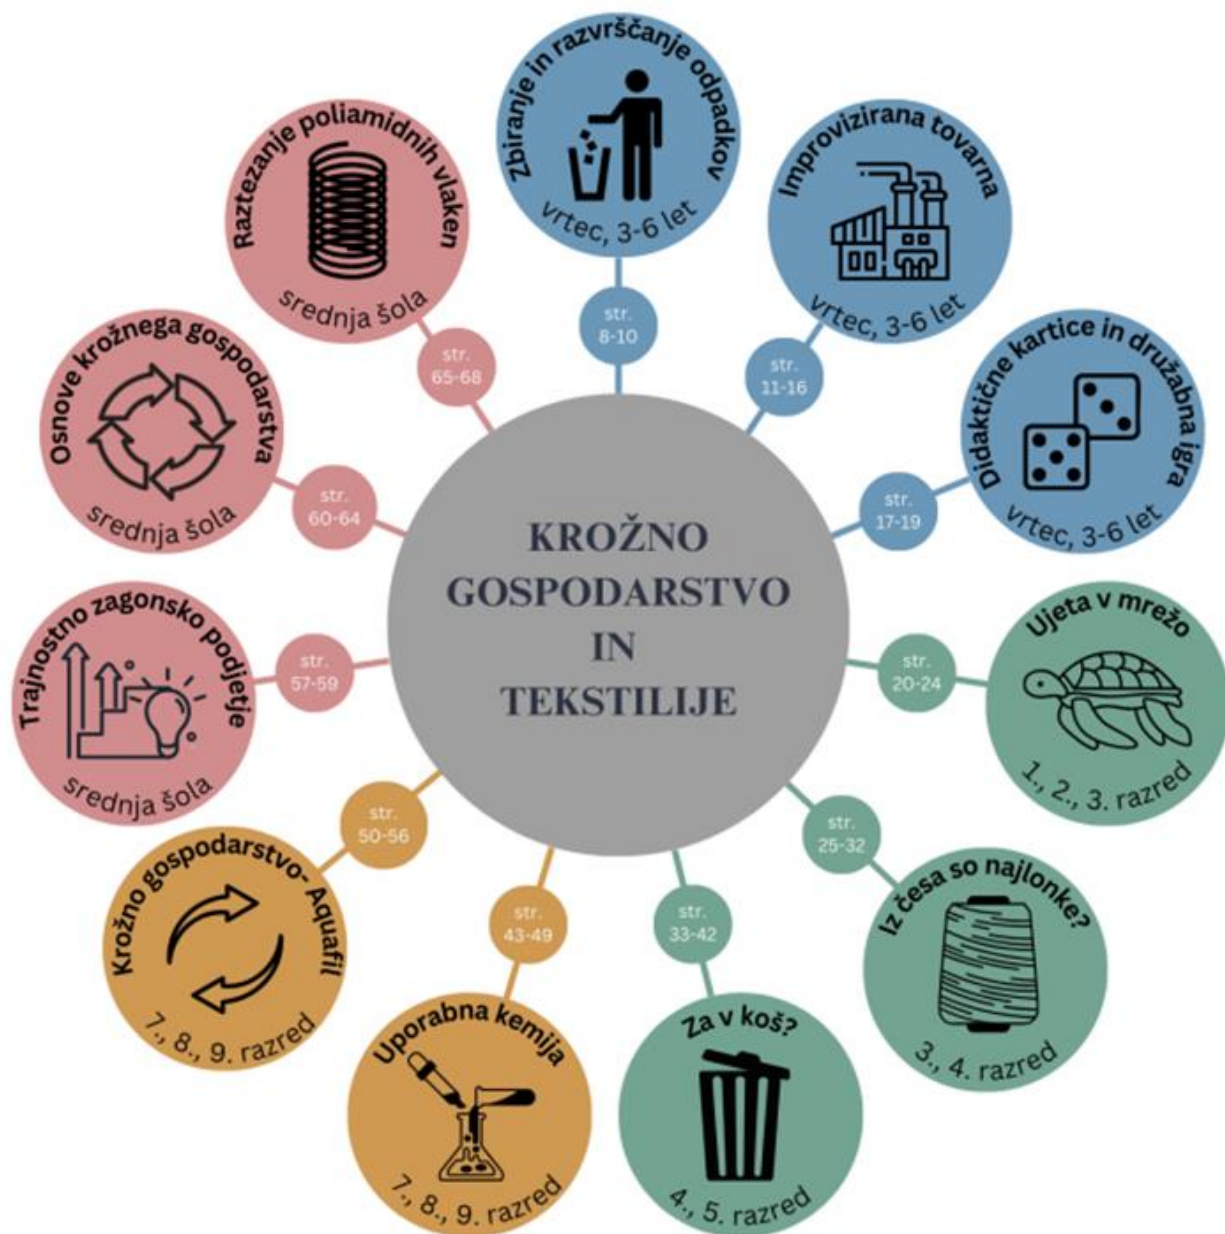 KROŽNO
GOSPODARSTVO
IN
TEKSTILIJE
Zbiranje in razvrščanje odpadkov
vrtec, 3-6 let
str.
8-10
Improvizirana tovarna
vrtec, 3-6 let
str.
11-16
Didaktične kartice in družabna igra
vrtec, 3-6 let
str.
17-19
Ujeta v mrežo
1., 2., 3. razred
str.
20-24
Iz česa so najlonke?
3., 4. razred
str.
25-32
Za v koš?
4., 5. razred
str.
33-42
Uporabna kemija
7., 8., 9. razred
str.
43-49
Krožno gospodarstvo- Aquafil
7., 8., 9. razred
str.
50-56
Trajnostno zagonsko podjetje
srednja šola
str.
57-59
Osnove krožnega gospodarstva
srednja šola
str.
60-64
Raztezanje poliamidnih vlaken
srednja šola
str.
65-68